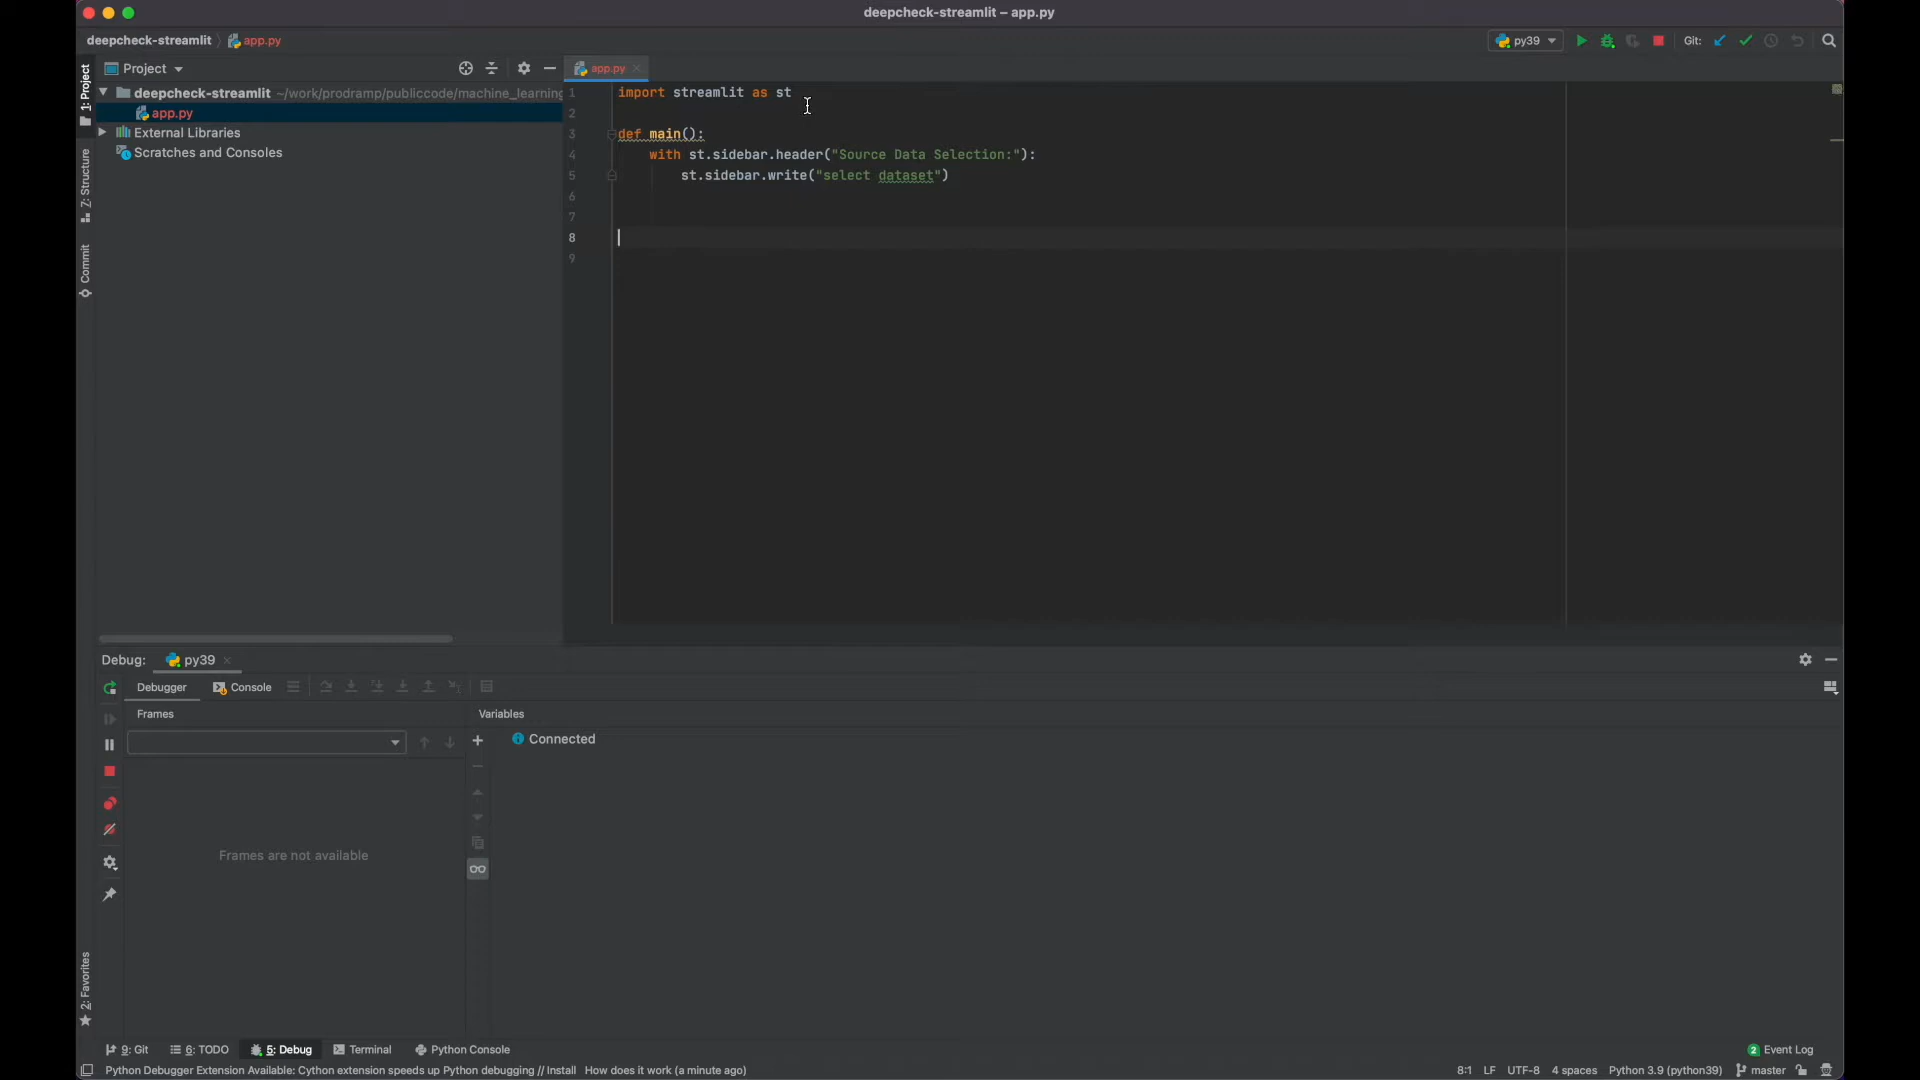 deepcheck-streamlit – app.py
deepcheck-streamlit app.py
py39 Git:
1: Project
Project
app.py
deepcheck-streamlit ~/work/prodramp/publiccode/machine_learning
app.py
External Libraries
Scratches and Consoles
Z: Structure
Commit
1 import streamlit as st
2
3 def main():
4 with st.sidebar.header("Source Data Selection:"):
5 st.sidebar.write("select dataset")
6
7
8
9
Debug: py39
Debugger Console
Frames Variables
Connected
Frames are not available
2: Favorites
9: Git 6: TODO 5: Debug Terminal Python Console 2 Event Log
Python Debugger Extension Available: Cython extension speeds up Python debugging // Install How does it work (a minute ago) 8:1 LF UTF-8 4 spaces Python 3.9 (python39) master